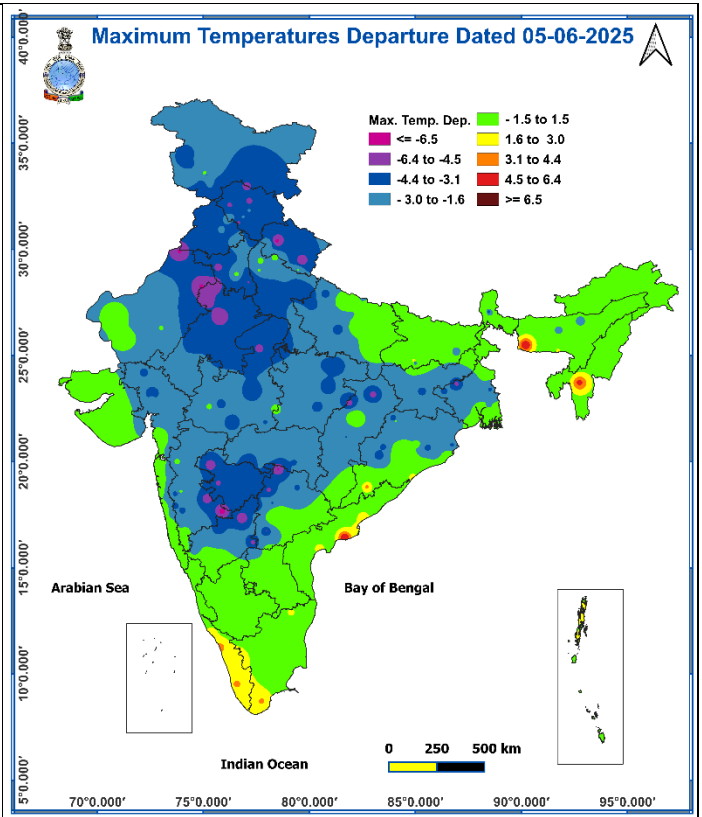 Maximum Temperatures Departure Dated 05-06-2025
Max. Temp. Dep.
<= -6.5
-6.4 to -4.5
-4.4 to -3.1
- 3.0 to -1.6
- 1.5 to 1.5
1.6 to 3.0
3.1 to 4.4
4.5 to 6.4
>= 6.5
40°0.000'
35°0.000'
30°0.000'
25°0.000'
20°0.000'
15°0.000'
10°0.000'
5°0.000'
Arabian Sea
Bay of Bengal
Indian Ocean
0 250 500 km
70°0.000' 75°0.000' 80°0.000' 85°0.000' 90°0.000' 95°0.000'